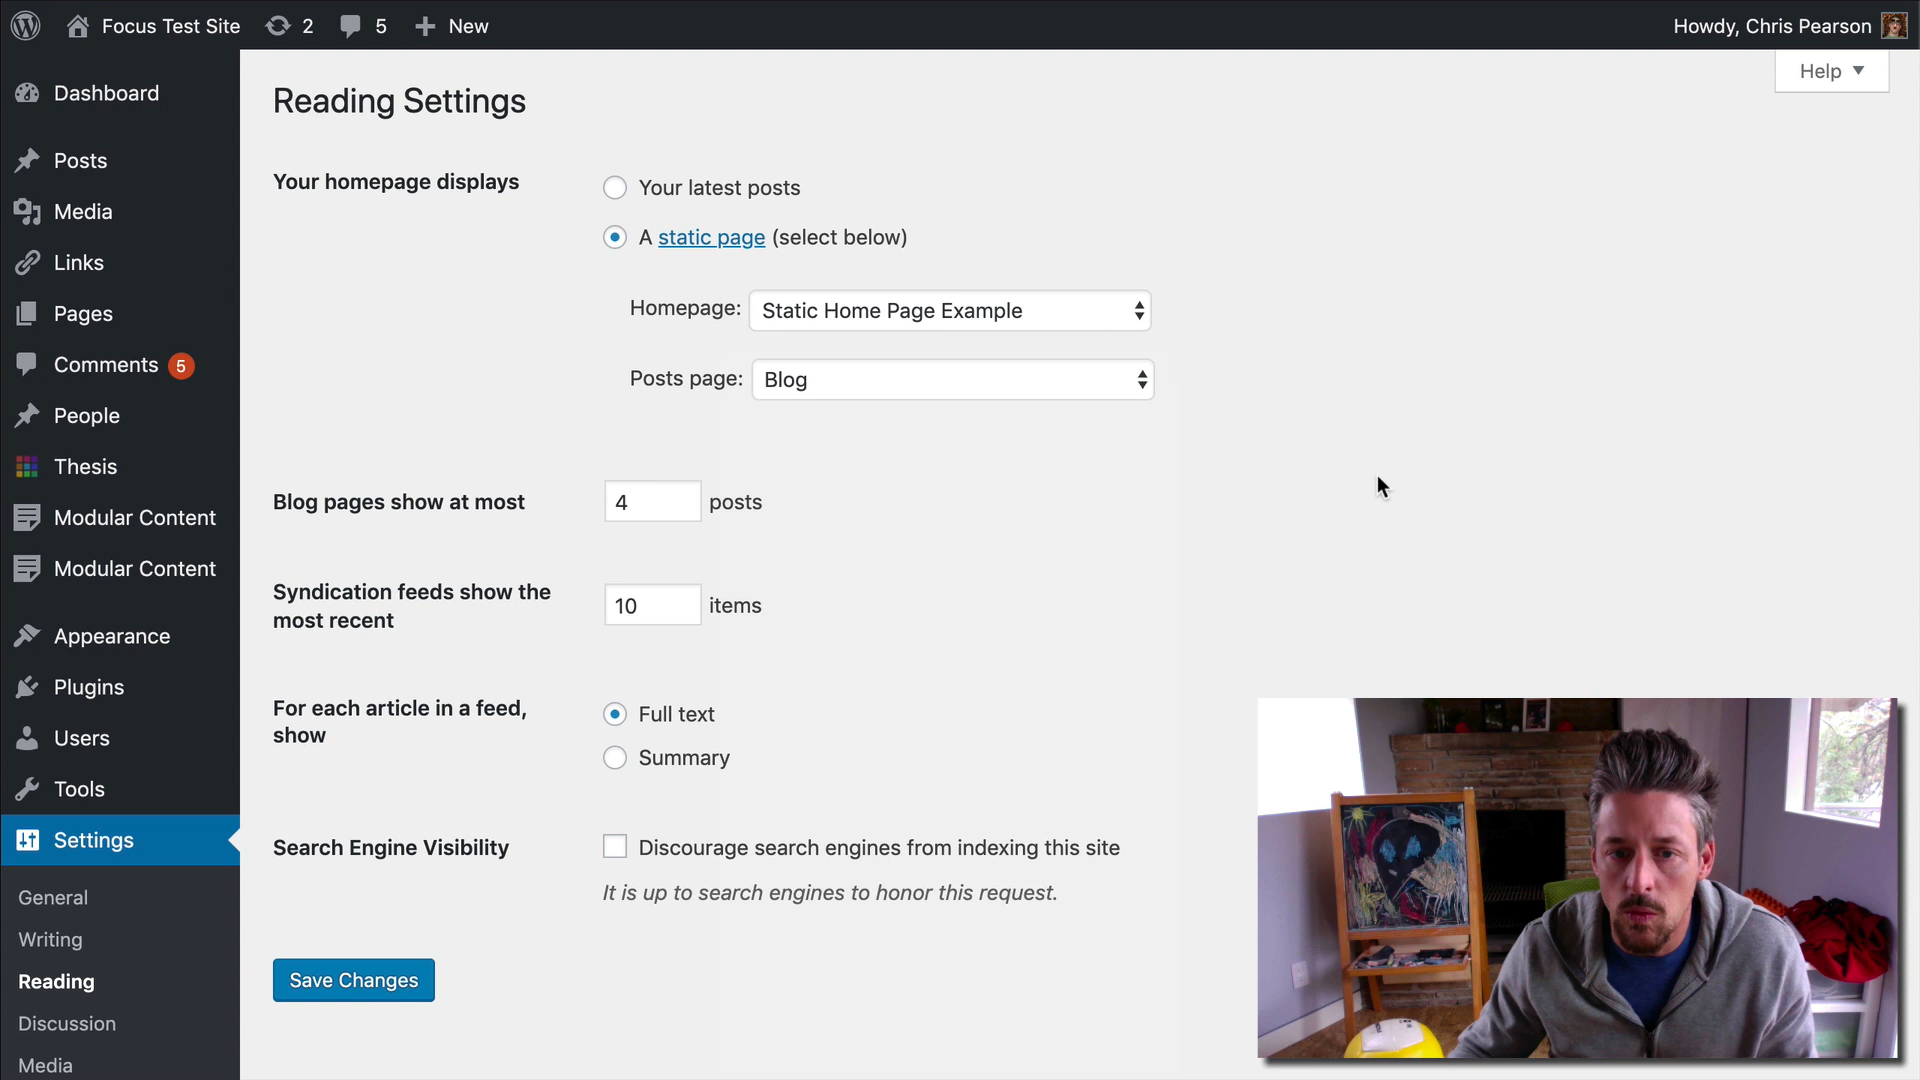 Focus Test Site 2 5 New Howdy, Chris Pearson
Help
Dashboard
Posts
Media
Links
Pages
Comments 5
People
Thesis
Modular Content
Modular Content
Appearance
Plugins
Users
Tools
Settings
General
Writing
Reading
Discussion
Media
Reading Settings
Your homepage displays
Your latest posts
A static page (select below)
Homepage: Static Home Page Example
Posts page: Blog
Blog pages show at most 4 posts
Syndication feeds show the
most recent
10 items
For each article in a feed,
show
Full text
Summary
Search Engine Visibility
Discourage search engines from indexing this site
It is up to search engines to honor this request.
Save Changes